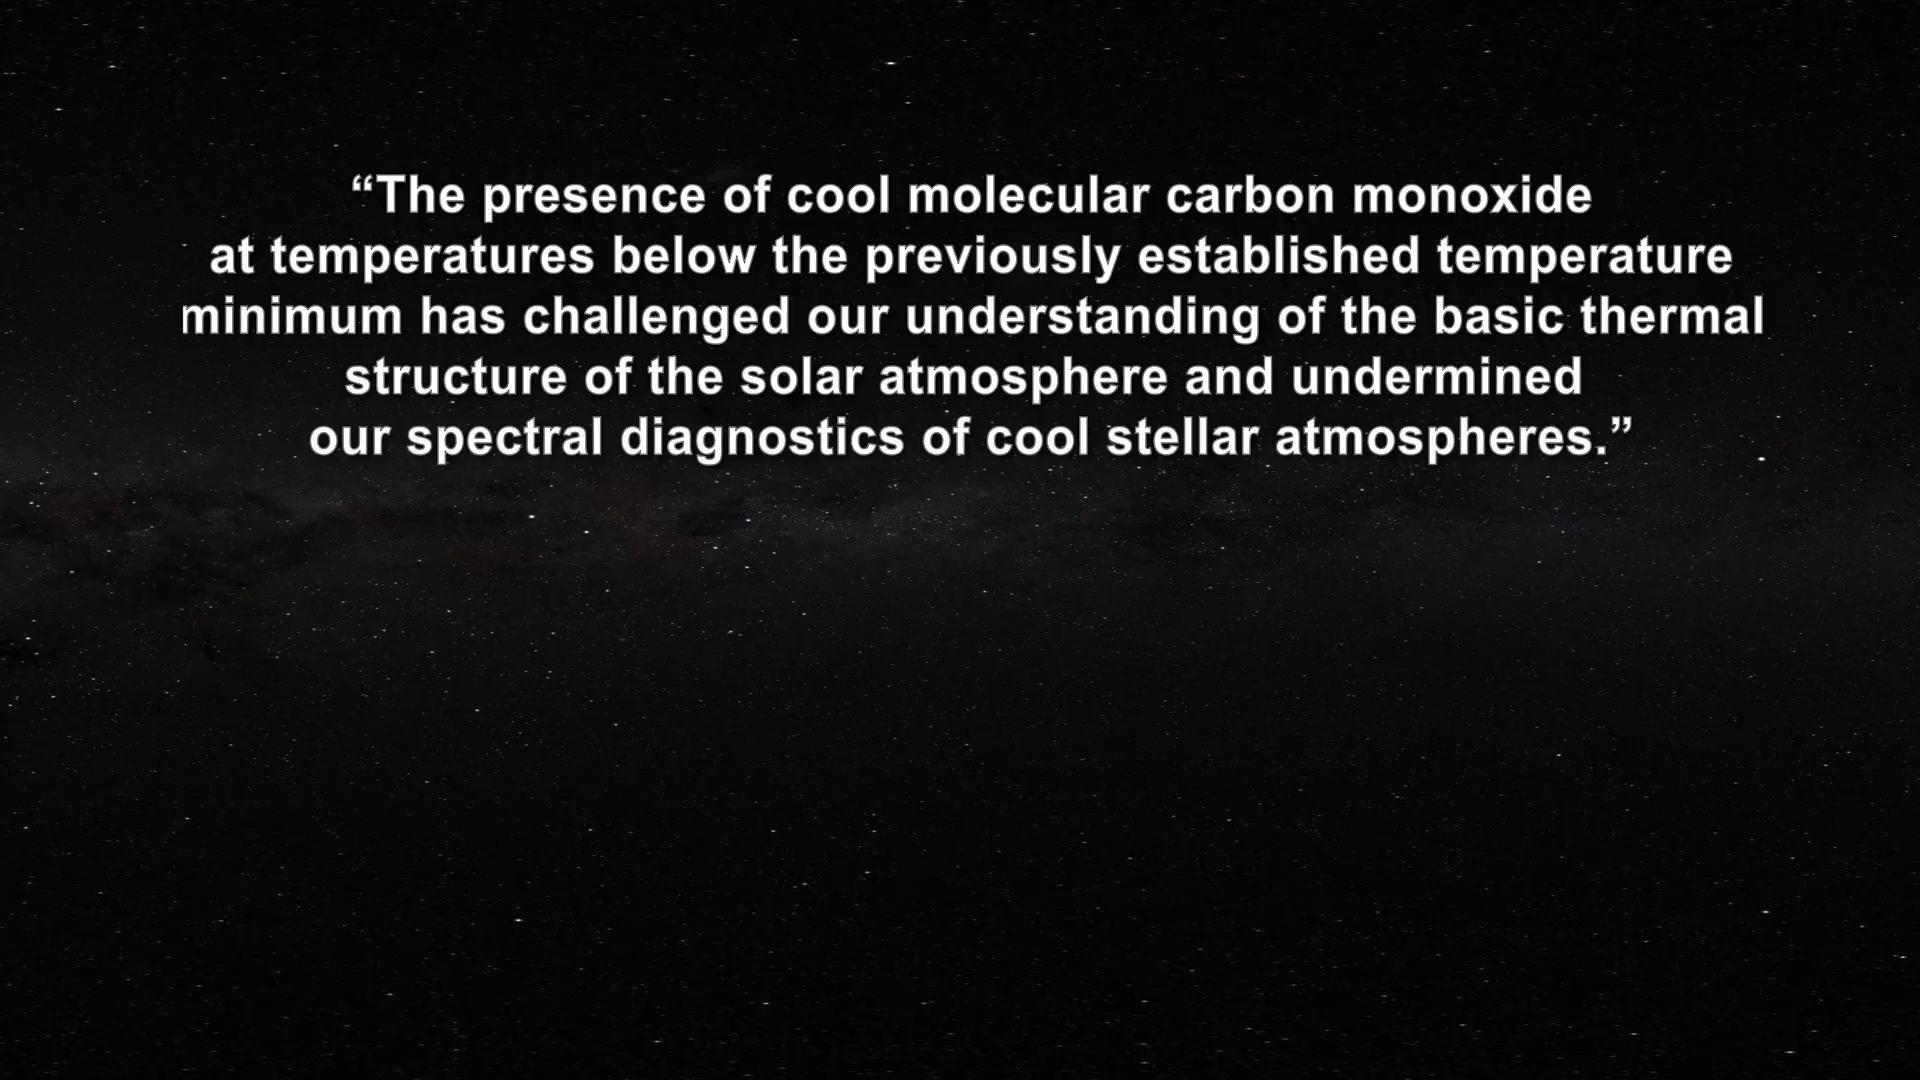 “The presence of cool molecular carbon monoxide
at temperatures below the previously established temperature
minimum has challenged our understanding of the basic thermal
structure of the solar atmosphere and undermined
our spectral diagnostics of cool stellar atmospheres.”